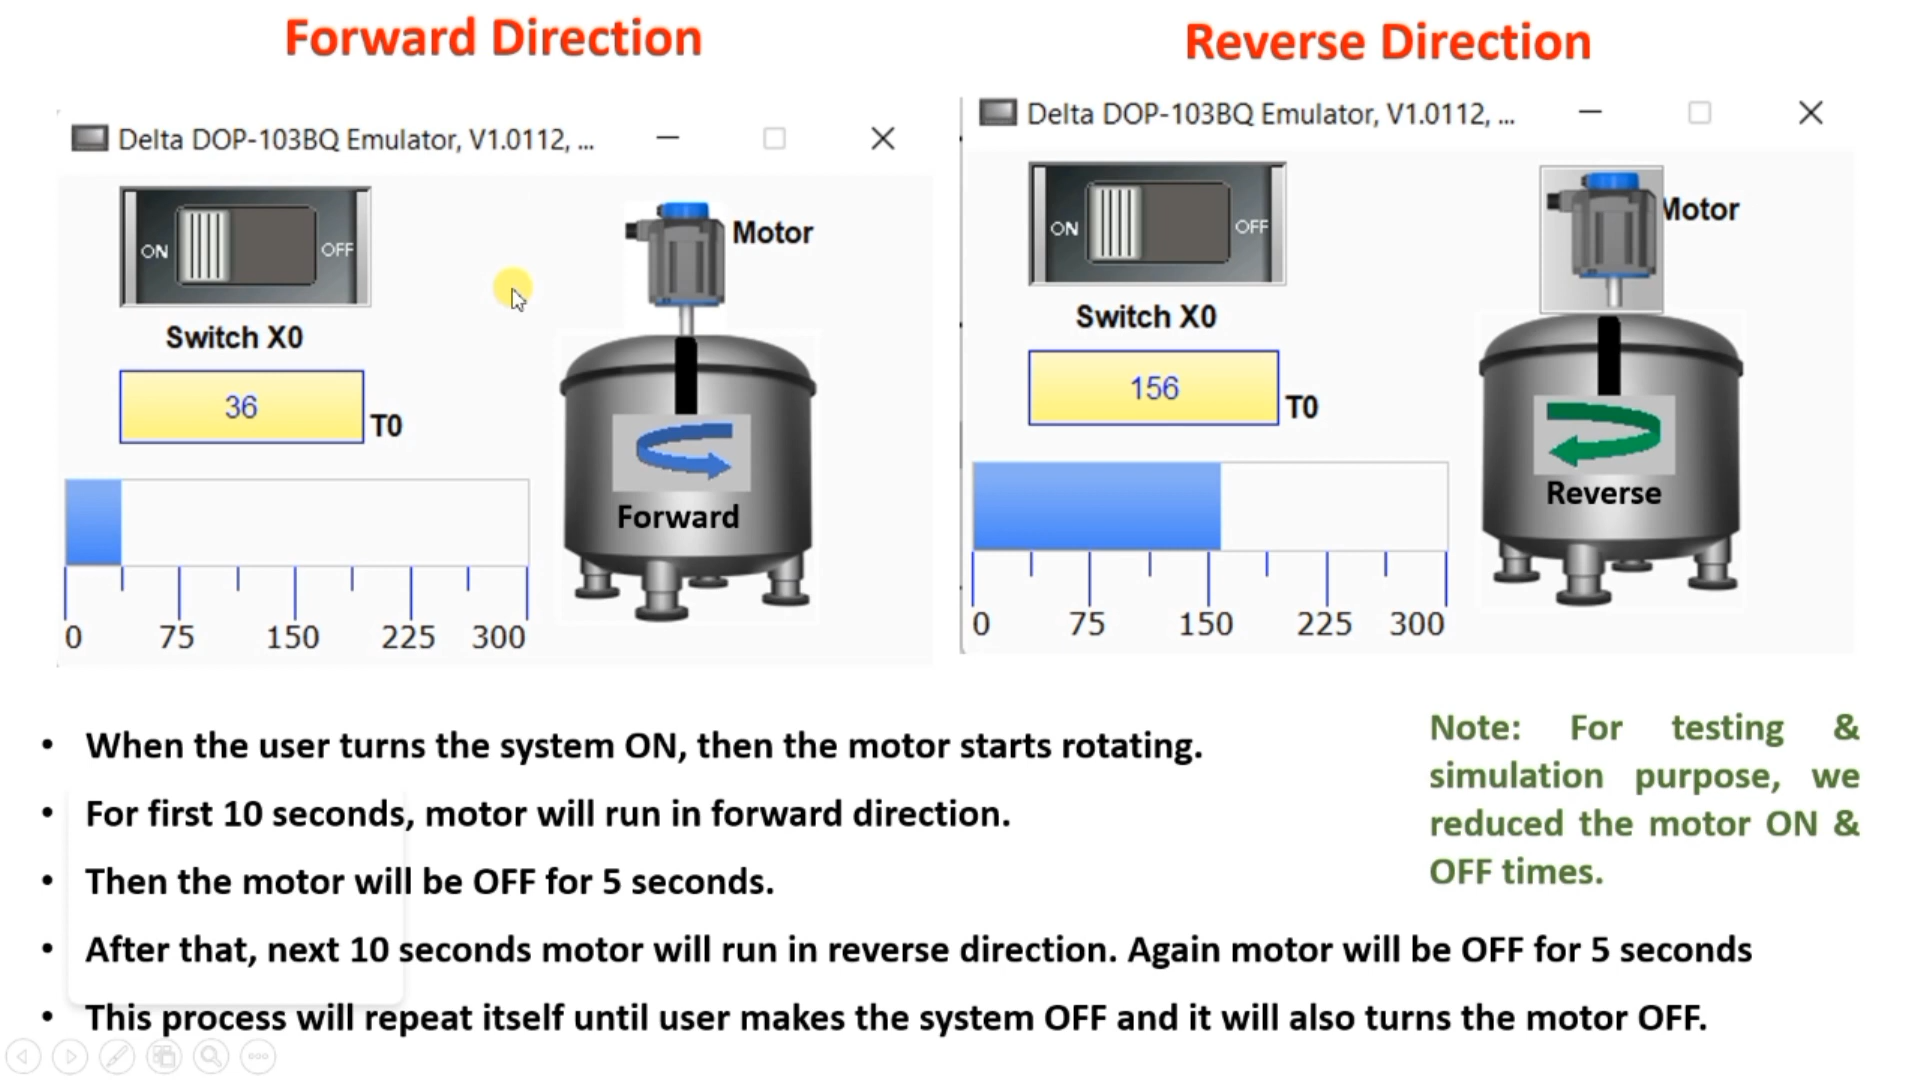 Forward Direction
Reverse Direction
Delta DOP-103BQ Emulator, V1.0112, ...
ON
OFF
Motor
Switch X0
36
T0
Forward
0 75 150 225 300
Delta DOP-103BQ Emulator, V1.0112, ...
ON
OFF
Motor
Switch X0
156
T0
Reverse
0 75 150 225 300
• When the user turns the system ON, then the motor starts rotating.
• For first 10 seconds, motor will run in forward direction.
• Then the motor will be OFF for 5 seconds.
• After that, next 10 seconds motor will run in reverse direction. Again motor will be OFF for 5 seconds
• This process will repeat itself until user makes the system OFF and it will also turns the motor OFF.
Note: For testing &
simulation purpose, we
reduced the motor ON &
OFF times.